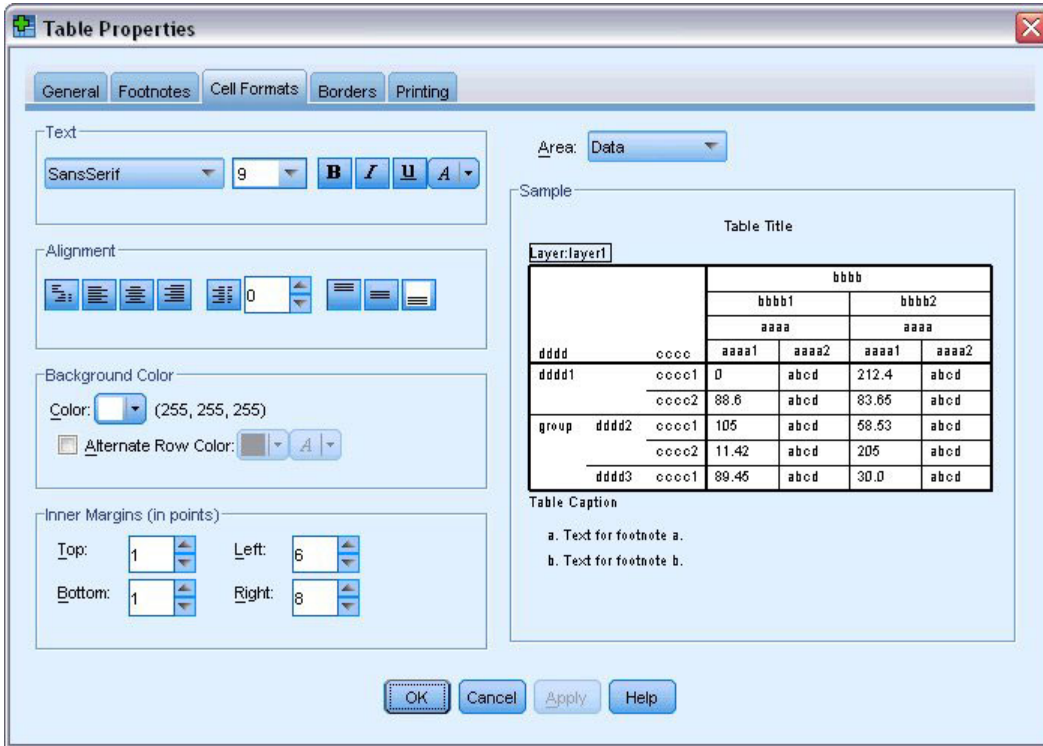 Table Properties
General Footnotes Cell Formats Borders Printing
Text
SansSerif 9 B I U A
Alignment
0
Background Color
Color: (255, 255, 255)
Alternate Row Color: A
Inner Margins (in points)
Top: 1 Left: 6
Bottom: 1 Right: 8
Area: Data
Sample
Table Title
Layer:layer1
bbbb
bbbb1 bbbb2
aaaa aaaa
dddd cccc aaaa1 aaaa2 aaaa1 aaaa2
dddd1 cccc1 0 abcd 212.4 abcd
cccc2 88.6 abcd 83.65 abcd
group dddd2 cccc1 105 abcd 58.53 abcd
cccc2 11.42 abcd 205 abcd
dddd3 cccc1 89.45 abcd 30.0 abcd
Table Caption
a. Text for footnote a.
b. Text for footnote b.
OK Cancel Apply Help